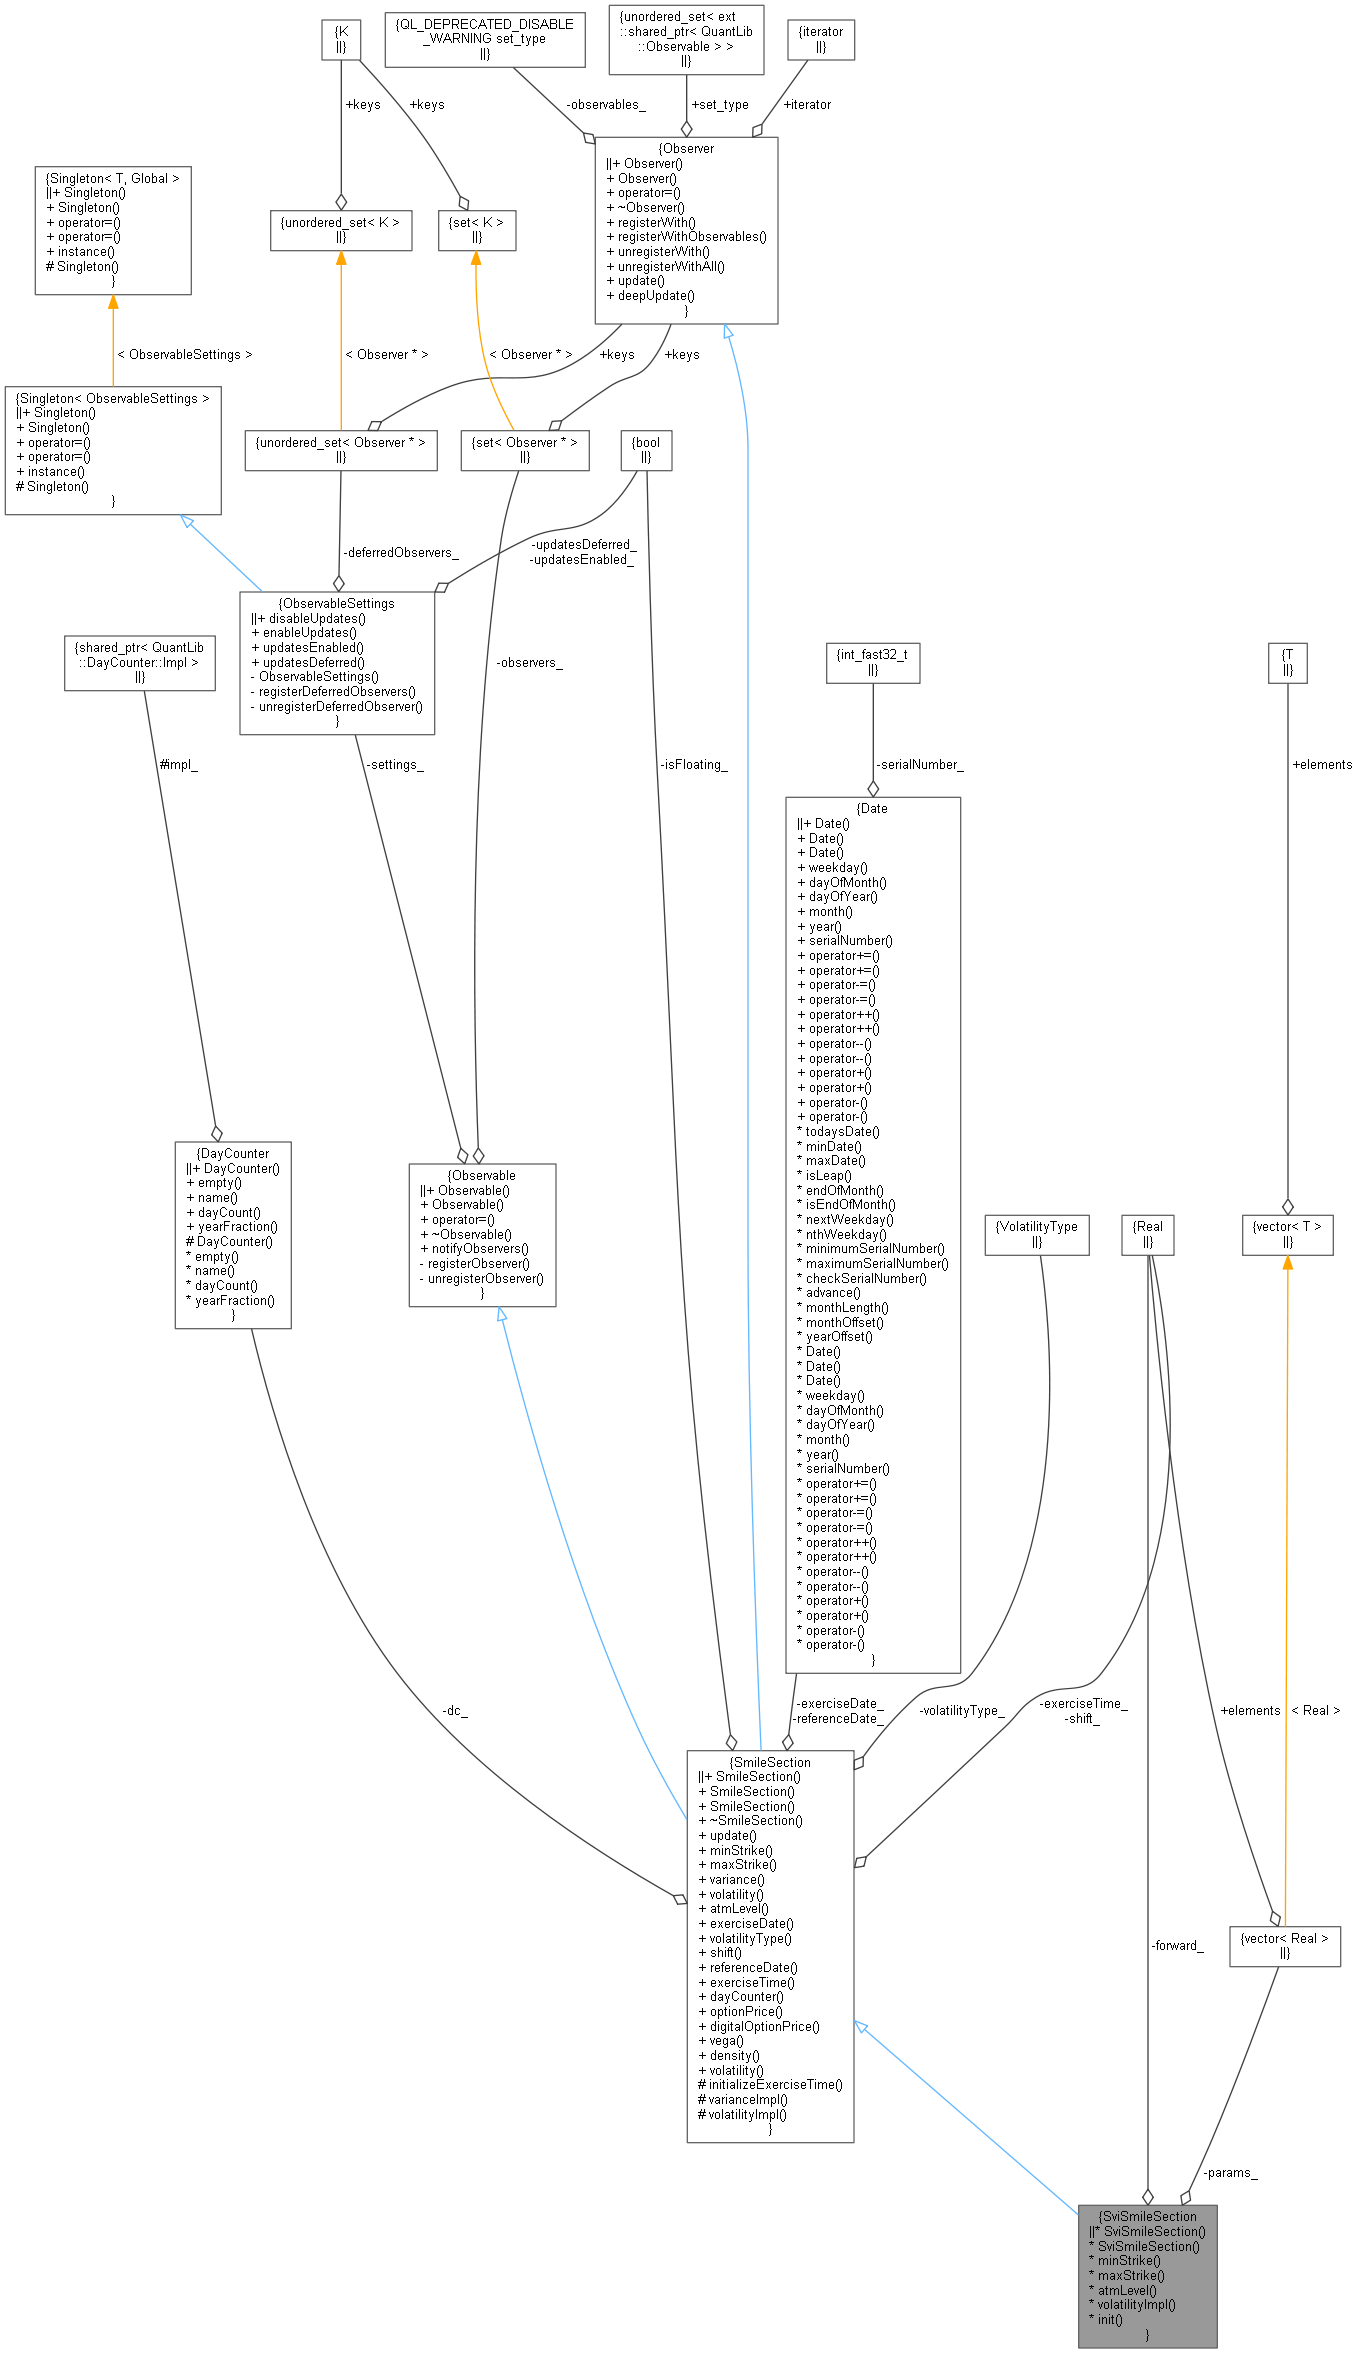 {K
||}
{QL_DEPRECATED_DISABLE
_WARNING set_type
||}
{unordered_set< ext
::shared_ptr< QuantLib
::Observable > >
||}
{iterator
||}
+keys
+keys
-observables_
+set_type
+iterator
{Observer
||+ Observer()
+ Observer()
+ operator=()
+ ~Observer()
+ registerWith()
+ registerWithObservables()
+ unregisterWith()
+ unregisterWithAll()
+ update()
+ deepUpdate()
}
{Singleton< T, Global >
||+ Singleton()
+ Singleton()
+ operator=()
+ operator=()
+ instance()
# Singleton()
}
{unordered_set< K >
||}
{set< K >
||}
< ObservableSettings >
< Observer * >
< Observer * >
+keys
+keys
{Singleton< ObservableSettings >
||+ Singleton()
+ Singleton()
+ operator=()
+ operator=()
+ instance()
# Singleton()
}
{unordered_set< Observer * >
||}
{set< Observer * >
||}
{bool
||}
-deferredObservers_
-updatesDeferred_
-updatesEnabled_
{ObservableSettings
||+ disableUpdates()
+ enableUpdates()
+ updatesEnabled()
+ updatesDeferred()
- ObservableSettings()
- registerDeferredObservers()
- unregisterDeferredObserver()
}
{shared_ptr< QuantLib
::DayCounter::Impl >
||}
-observers_
{int_fast32_t
||}
{T
||}
#impl_
-settings_
-isFloating_
-serialNumber_
+elements
{Date
||+ Date()
+ Date()
+ Date()
+ weekday()
+ dayOfMonth()
+ dayOfYear()
+ month()
+ year()
+ serialNumber()
+ operator+=()
+ operator+=()
+ operator-=()
+ operator-=()
+ operator++()
+ operator++()
+ operator--()
+ operator--()
+ operator+()
+ operator+()
+ operator-()
+ operator-()
* todaysDate()
* minDate()
* maxDate()
* isLeap()
* endOfMonth()
* isEndOfMonth()
* nextWeekday()
* nthWeekday()
* minimumSerialNumber()
* maximumSerialNumber()
* checkSerialNumber()
* advance()
* monthLength()
* monthOffset()
* yearOffset()
* Date()
* Date()
* Date()
* weekday()
* dayOfMonth()
* dayOfYear()
* month()
* year()
* serialNumber()
* operator+=()
* operator+=()
* operator-=()
* operator-=()
* operator++()
* operator++()
* operator--()
* operator--()
* operator+()
* operator+()
* operator-()
* operator-()
}
{DayCounter
||+ DayCounter()
+ empty()
+ name()
+ dayCount()
+ yearFraction()
# DayCounter()
* empty()
* name()
* dayCount()
* yearFraction()
}
{Observable
||+ Observable()
+ Observable()
+ operator=()
+ ~Observable()
+ notifyObservers()
- registerObserver()
- unregisterObserver()
}
{VolatilityType
||}
{Real
||}
{vector< T >
||}
-dc_
-exerciseDate_
-referenceDate_
-volatilityType_
-exerciseTime_
-shift_
+elements
< Real >
{SmileSection
||+ SmileSection()
+ SmileSection()
+ SmileSection()
+ ~SmileSection()
+ update()
+ minStrike()
+ maxStrike()
+ variance()
+ volatility()
+ atmLevel()
+ exerciseDate()
+ volatilityType()
+ shift()
+ referenceDate()
+ exerciseTime()
+ dayCounter()
+ optionPrice()
+ digitalOptionPrice()
+ vega()
+ density()
+ volatility()
# initializeExerciseTime()
# varianceImpl()
# volatilityImpl()
}
-forward_
{vector< Real >
||}
-params_
{SviSmileSection
||* SviSmileSection()
* SviSmileSection()
* minStrike()
* maxStrike()
* atmLevel()
* volatilityImpl()
* init()
}